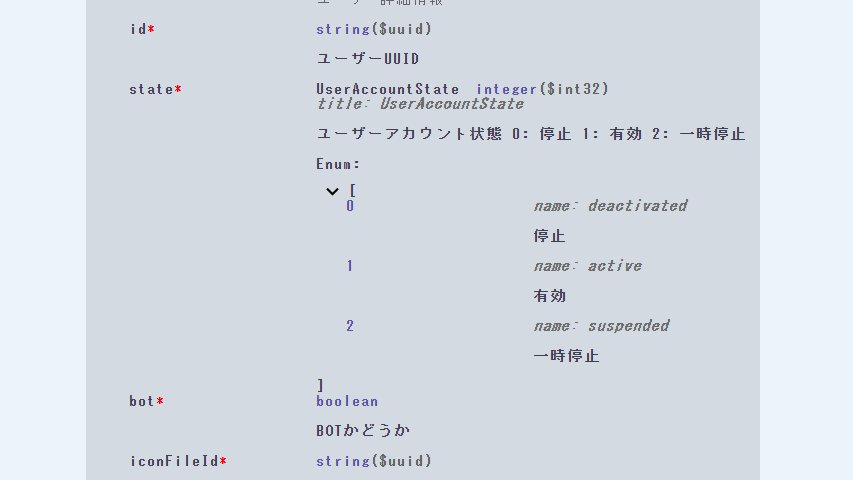 ユーザー詳細情報
id* string($uuid)
ユーザーUUID
state* UserAccountState integer($int32)
title: UserAccountState
ユーザーアカウント状態 0: 停止 1: 有効 2: 一時停止
Enum:
[
0 name: deactivated
停止
1 name: active
有効
2 name: suspended
一時停止
]
bot* boolean
BOTかどうか
iconFileId* string($uuid)